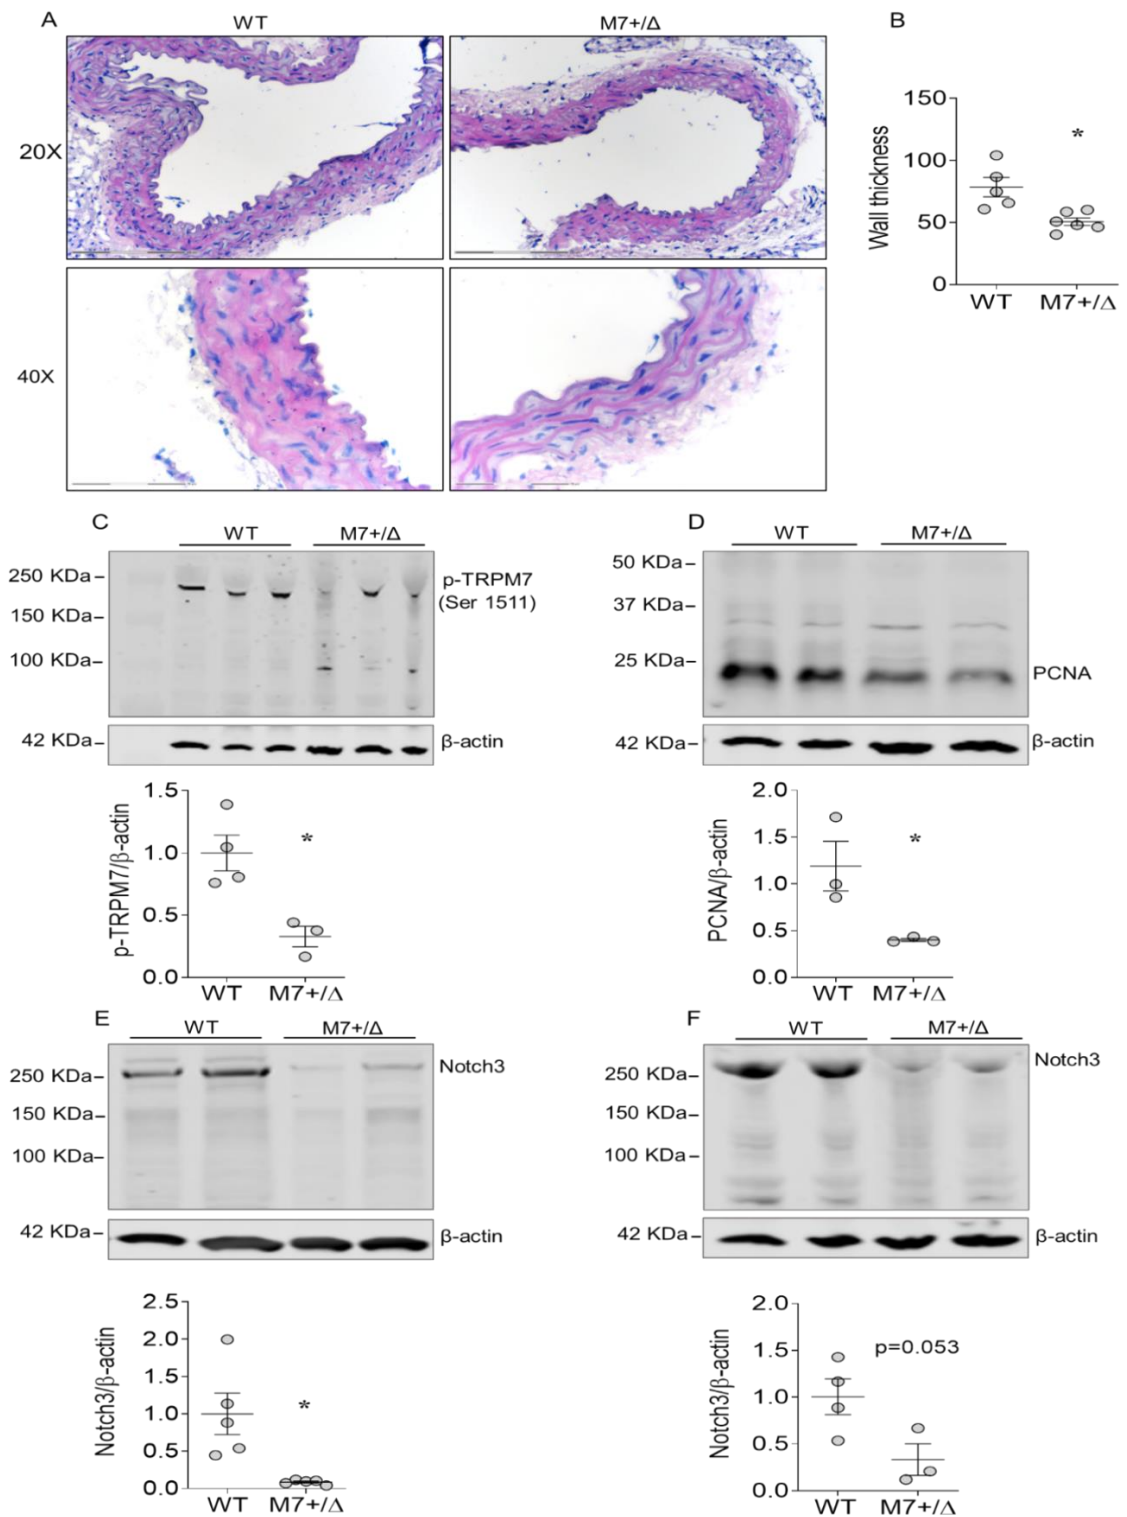 A
WT
M7+/Δ
20X
40X
B
150
100
50
0
Wall thickness
*
WT
M7+/Δ
C
WT
M7+/Δ
250 KDa
150 KDa
100 KDa
p-TRPM7
(Ser 1511)
42 KDa
β-actin
1.5
1.0
0.5
0.0
p-TRPM7/β-actin
*
WT
M7+/Δ
D
WT
M7+/Δ
50 KDa
37 KDa
25 KDa
PCNA
42 KDa
β-actin
2.0
1.5
1.0
0.5
0.0
PCNA/β-actin
*
WT
M7+/Δ
E
WT
M7+/Δ
250 KDa
150 KDa
100 KDa
Notch3
42 KDa
β-actin
2.5
2.0
1.5
1.0
0.5
0.0
Notch3/β-actin
*
WT
M7+/Δ
F
WT
M7+/Δ
250 KDa
150 KDa
100 KDa
Notch3
42 KDa
β-actin
2.0
1.5
1.0
0.5
0.0
Notch3/β-actin
p=0.053
WT
M7+/Δ